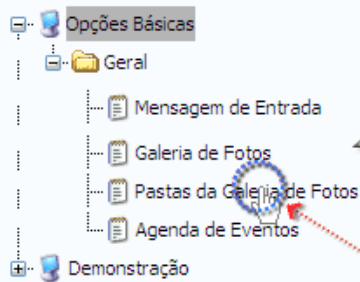 Opções Básicas
Geral
Mensagem de Entrada
Galeria de Fotos
Pastas da Galeria de Fotos
Agenda de Eventos
Demonstração